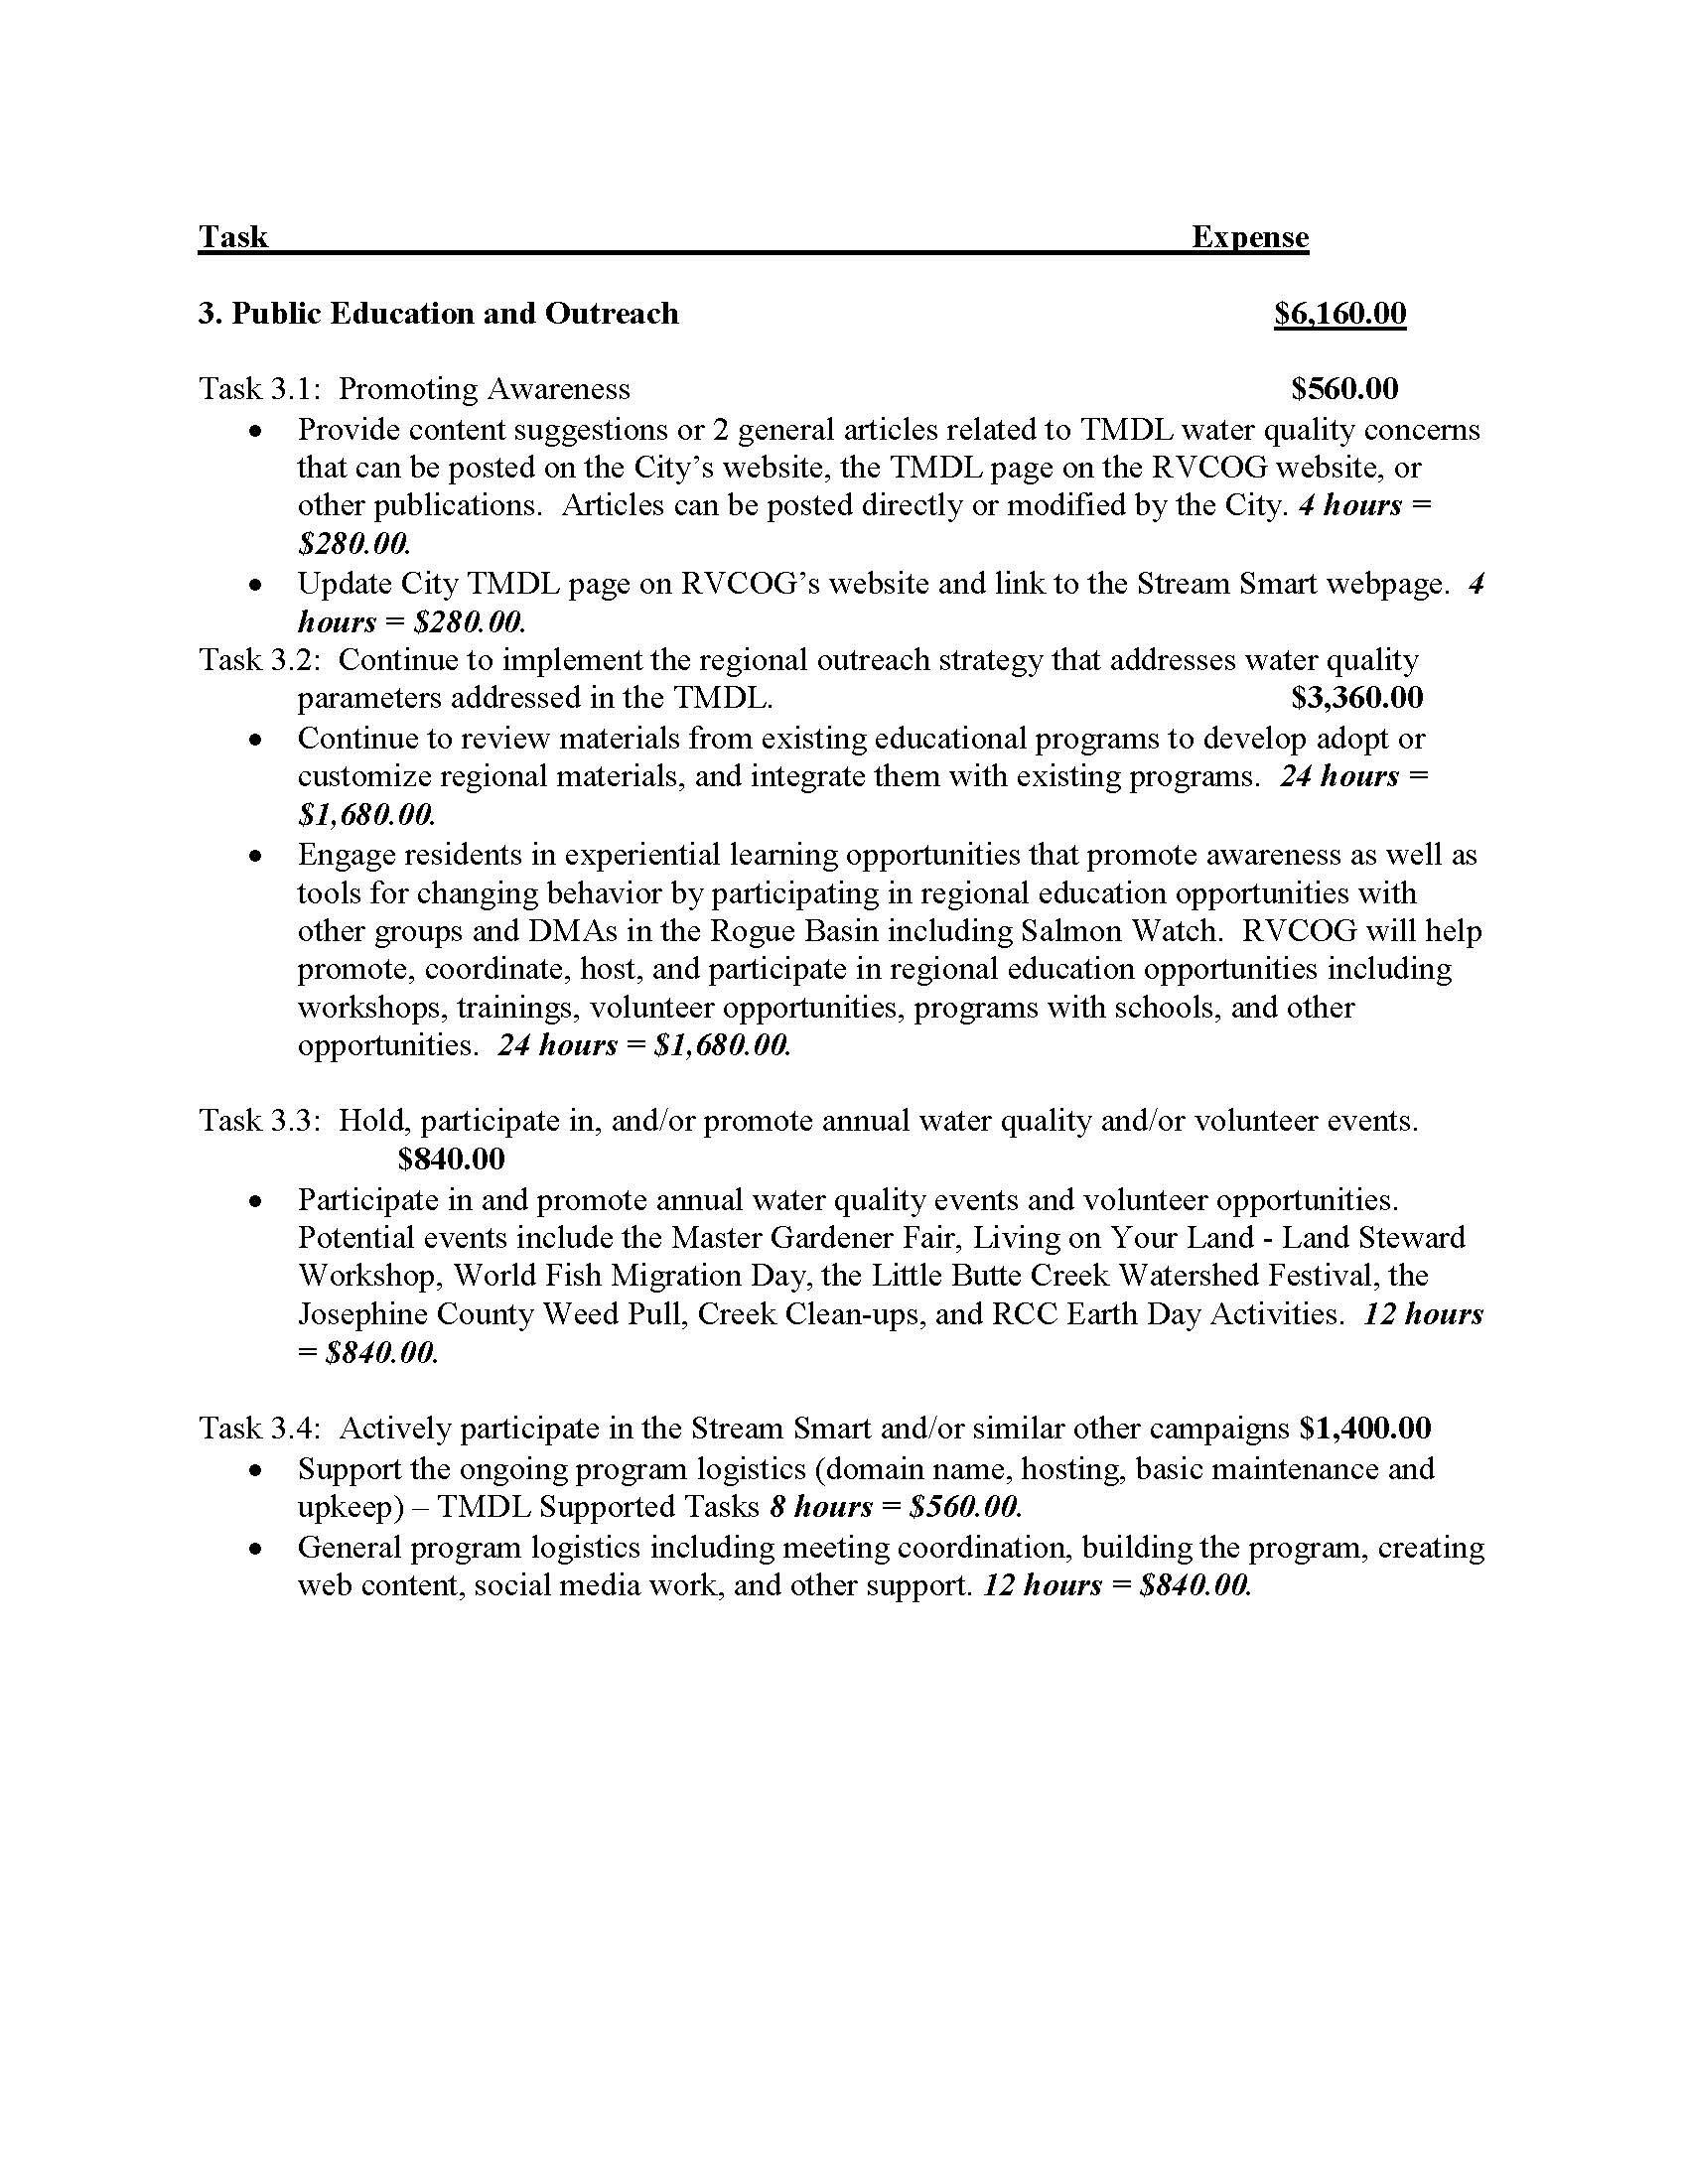 Task Expense
3. Public Education and Outreach $6,160.00
Task 3.1: Promoting Awareness $560.00
• Provide content suggestions or 2 general articles related to TMDL water quality concerns
that can be posted on the City’s website, the TMDL page on the RVCOG website, or
other publications. Articles can be posted directly or modified by the City. 4 hours =
$280.00.
• Update City TMDL page on RVCOG’s website and link to the Stream Smart webpage. 4
hours = $280.00.
Task 3.2: Continue to implement the regional outreach strategy that addresses water quality
parameters addressed in the TMDL. $3,360.00
• Continue to review materials from existing educational programs to develop adopt or
customize regional materials, and integrate them with existing programs. 24 hours =
$1,680.00.
• Engage residents in experiential learning opportunities that promote awareness as well as
tools for changing behavior by participating in regional education opportunities with
other groups and DMAs in the Rogue Basin including Salmon Watch. RVCOG will help
promote, coordinate, host, and participate in regional education opportunities including
workshops, trainings, volunteer opportunities, programs with schools, and other
opportunities. 24 hours = $1,680.00.
Task 3.3: Hold, participate in, and/or promote annual water quality and/or volunteer events.
$840.00
• Participate in and promote annual water quality events and volunteer opportunities.
Potential events include the Master Gardener Fair, Living on Your Land - Land Steward
Workshop, World Fish Migration Day, the Little Butte Creek Watershed Festival, the
Josephine County Weed Pull, Creek Clean-ups, and RCC Earth Day Activities. 12 hours
= $840.00.
Task 3.4: Actively participate in the Stream Smart and/or similar other campaigns $1,400.00
• Support the ongoing program logistics (domain name, hosting, basic maintenance and
upkeep) – TMDL Supported Tasks 8 hours = $560.00.
• General program logistics including meeting coordination, building the program, creating
web content, social media work, and other support. 12 hours = $840.00.